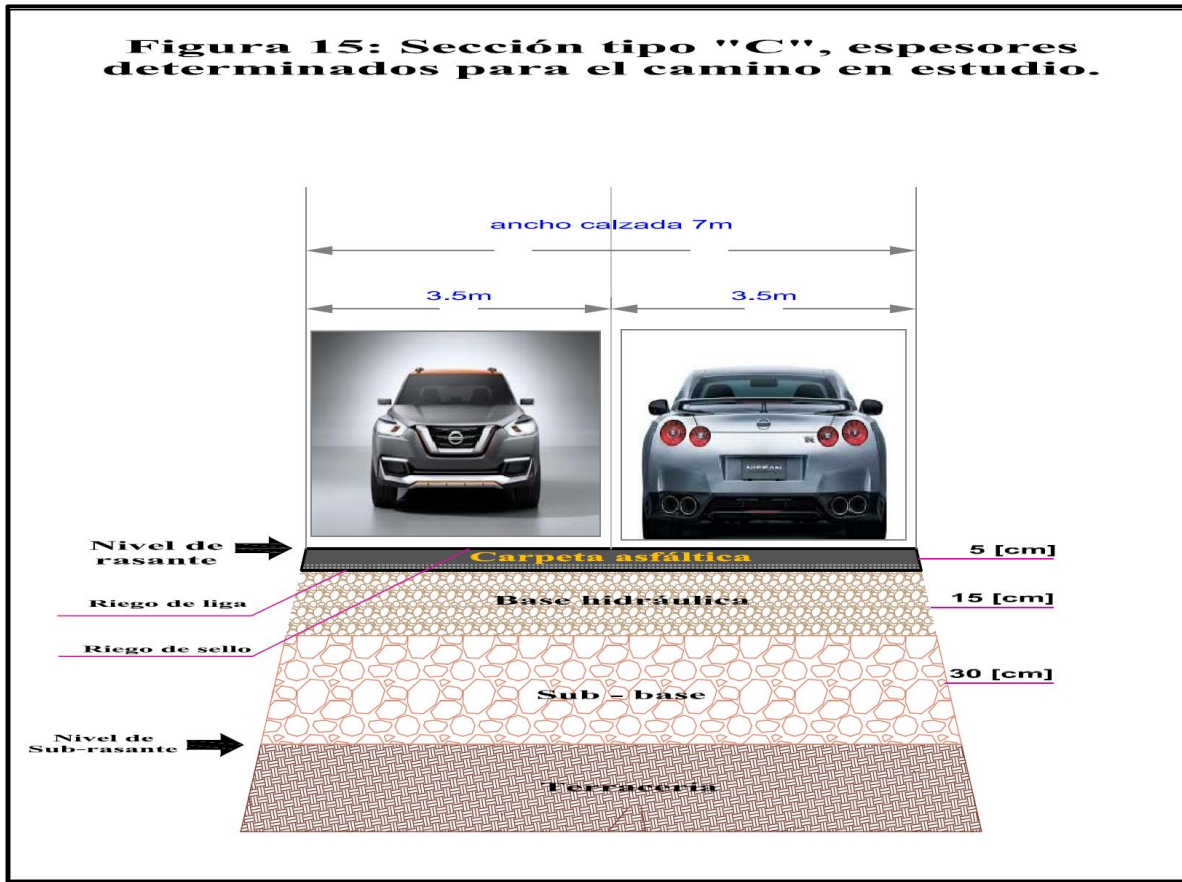 Figura 15: Sección tipo "C", espesores
determinados para el camino en estudio.
ancho calzada 7m
3.5m
3.5m
NISSAN
Nivel de
rasante
Carpeta asfáltica
5 [cm]
Riego de liga
Base hidráulica
15 [cm]
Riego de sello
Sub - base
30 [cm]
Nivel de
Sub-rasante
Terraceria